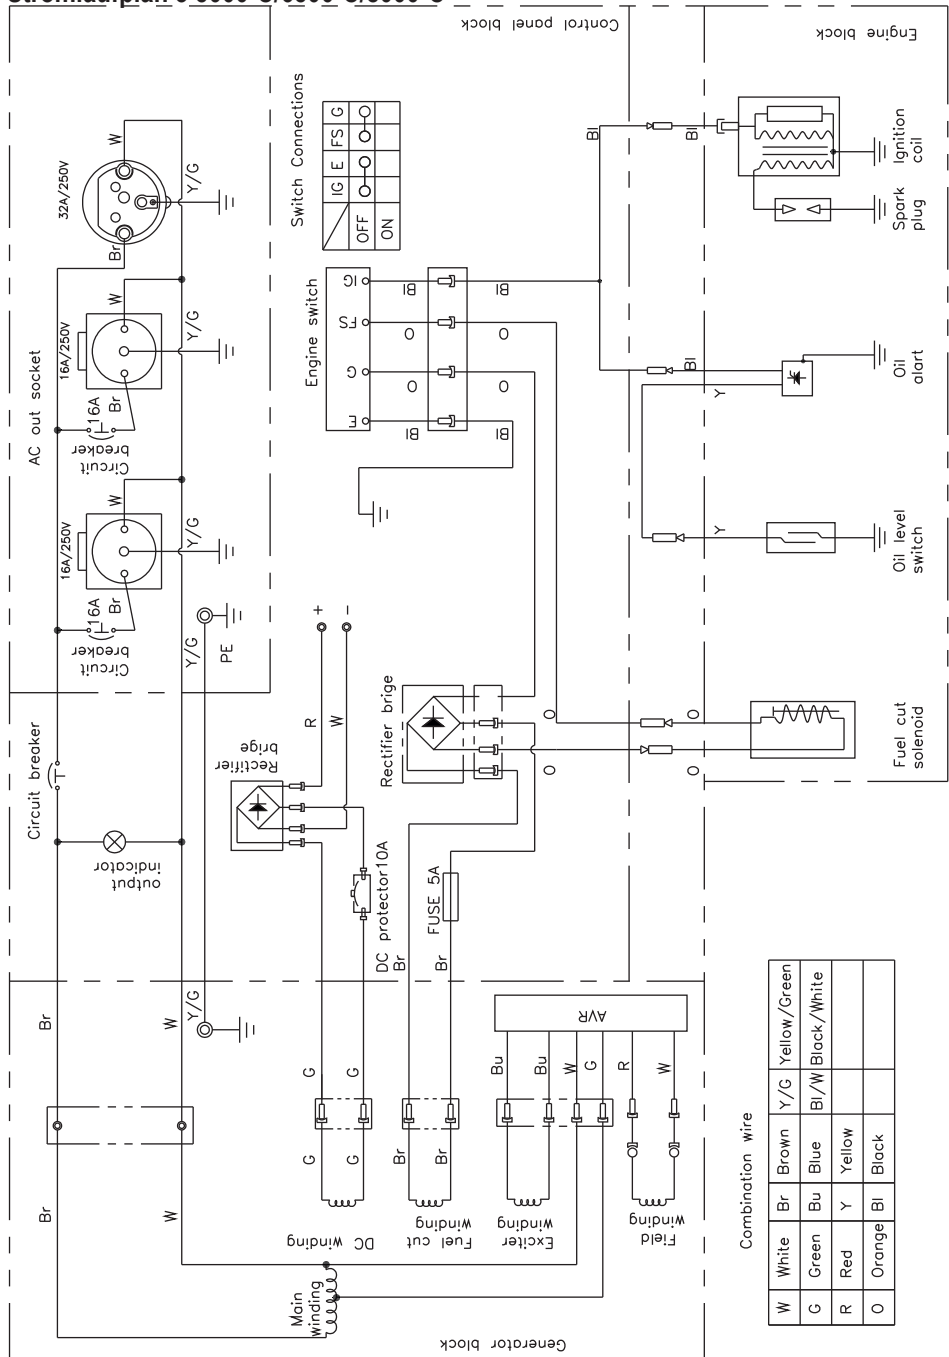 Control panel block
Engine block
32A/250V
W
Y/G
Br
16A/250V
W
Y/G
Br
16A
Circuit
breaker
AC out socket
16A/250V
W
Y/G
Br
16A
Circuit
breaker
Y/G
PE
Switch Connections
IG E FS G
OFF
ON
Engine switch
IG
FS
G
E
Bl
O
O
Bl
Bl
O
O
Bl
Bl
Bl
Ignition
coil
Spark
plug
Bl
Y
Oil
alart
Y
Oil level
switch
O
O
Fuel cut
solenoid
O
O
Rectifier brige
+
-
R
W
Rectifier
brige
Circuit breaker
output
indicator
DC protector10A
FUSE 5A
Br
Br
Br
W
Y/G
G
G
G
G
Br
Br
AVR
Bu
Bu
W
G
R
W
Br
W
DC winding
Fuel cut
winding
Exciter
winding
Field
winding
Main
winding
Generator block
Combination wire
W White Br Brown Y/G Yellow/Green
G Green Bu Blue Bl/W Black/White
R Red Y Yellow
O Orange Bl Black